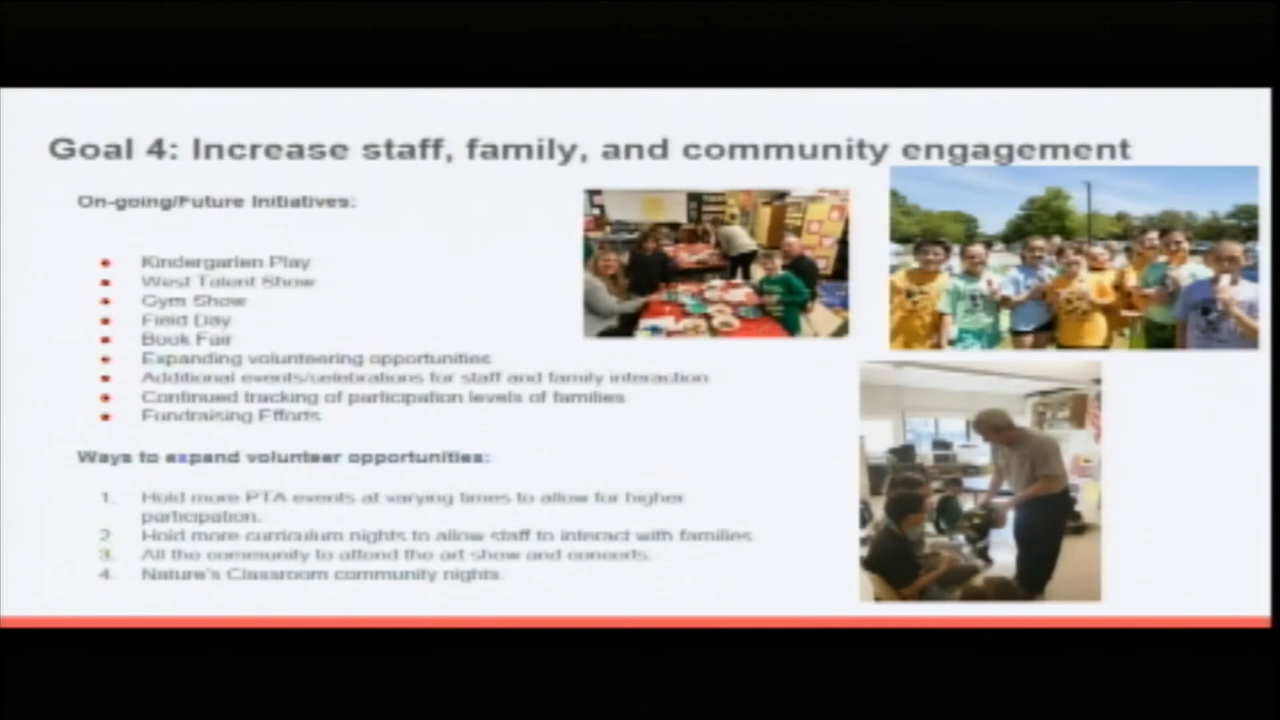 Goal 4: Increase staff, family, and community engagement
On-going/Future Initiatives:
Kindergarten Play
West Talent Show
Gym Show
Field Day
Book Fair
Expanding volunteering opportunities
Additional events/celebrations for staff and family interaction
Continued tracking of participation levels of families
Fundraising Efforts
Ways to expand volunteer opportunities:
1. Hold more PTA events at varying times to allow for higher
participation.
2. Hold more curriculum nights to allow staff to interact with families.
3. All the community to attend the art show and concerts.
4. Nature's Classroom community nights.